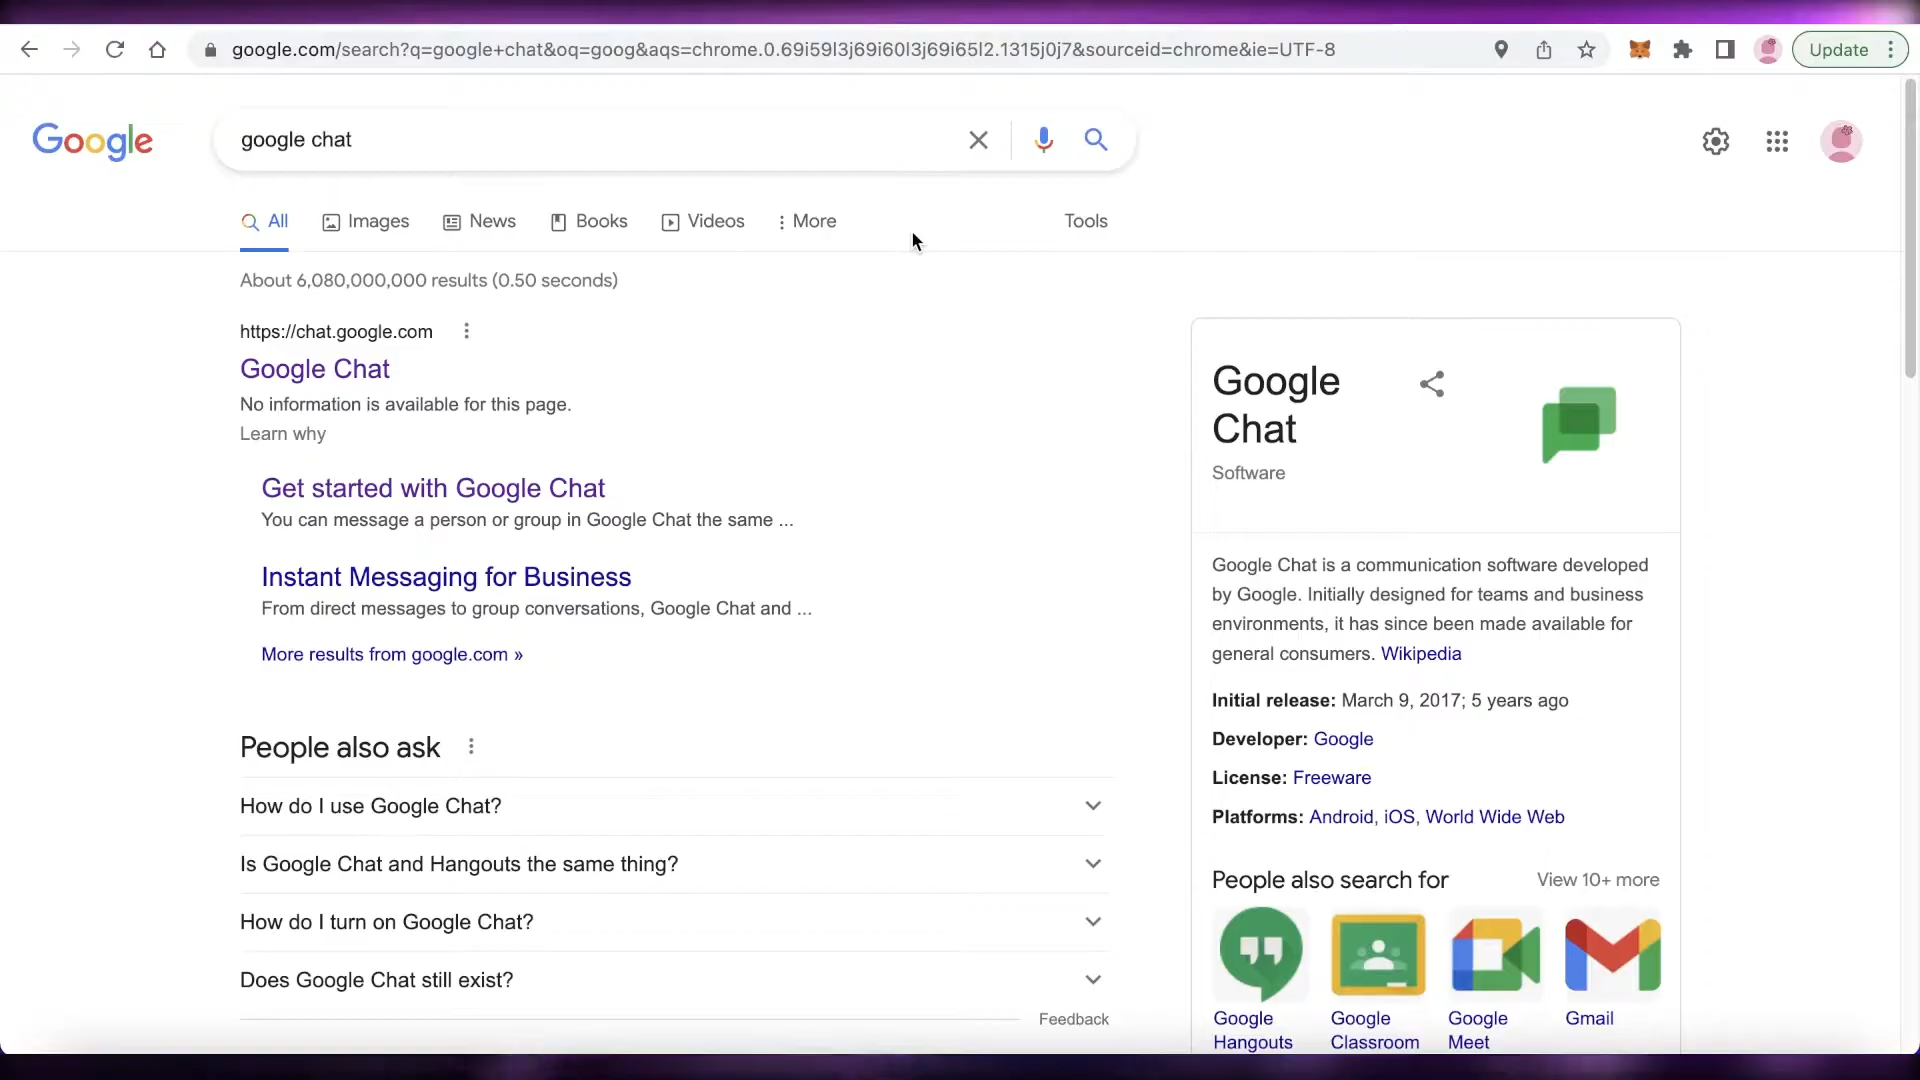 google.com/search?q=google+chat&oq=goog&aqs=chrome.0.69i59l3j69i60l3j69i65l2.1315j0j7&sourceid=chrome&ie=UTF-8
Update
Google
google chat
All
Images
News
Books
Videos
More
Tools
About 6,080,000,000 results (0.50 seconds)
https://chat.google.com
Google Chat
No information is available for this page.
Learn why
Get started with Google Chat
You can message a person or group in Google Chat the same ...
Instant Messaging for Business
From direct messages to group conversations, Google Chat and ...
More results from google.com »
People also ask
How do I use Google Chat?
Is Google Chat and Hangouts the same thing?
How do I turn on Google Chat?
Does Google Chat still exist?
Feedback
Google
Chat
Software
Google Chat is a communication software developed
by Google. Initially designed for teams and business
environments, it has since been made available for
general consumers. Wikipedia
Initial release: March 9, 2017; 5 years ago
Developer: Google
License: Freeware
Platforms: Android, iOS, World Wide Web
People also search for
View 10+ more
Google
Hangouts
Google
Classroom
Google
Meet
Gmail